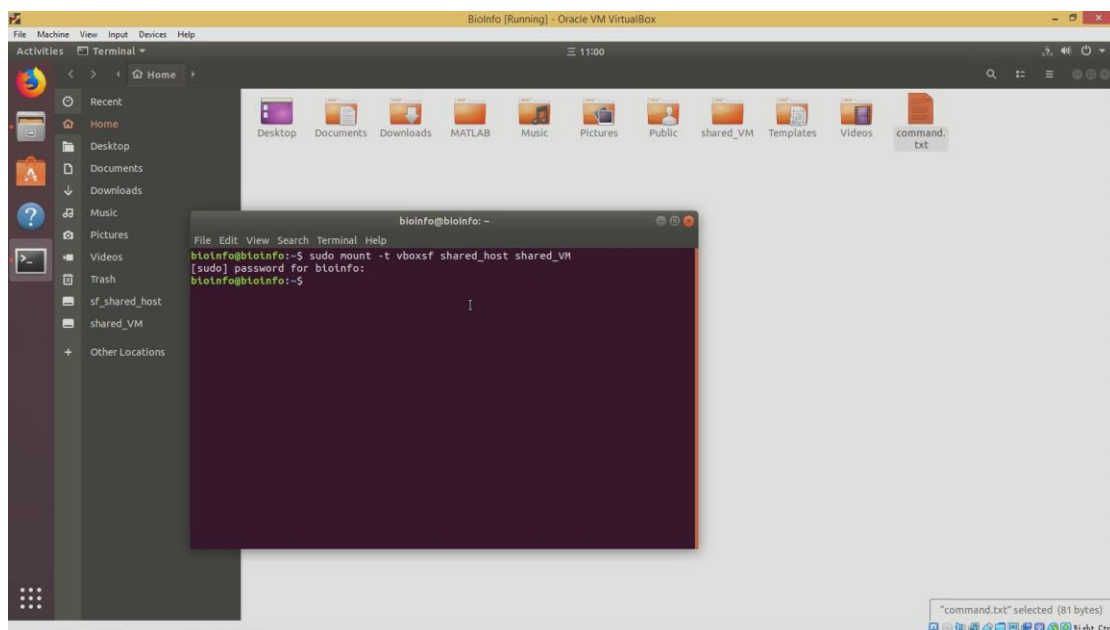 BioInfo [Running] - Oracle VM VirtualBox
File Machine View Input Devices Help
Activities Terminal 三 11:00
Home
Recent
Home
Desktop
Documents
Downloads
Music
Pictures
Videos
Trash
sf_shared_host
shared_VM
Other Locations
Desktop Documents Downloads MATLAB Music Pictures Public shared_VM Templates Videos command.
txt
bioinfo@bioinfo: ~
File Edit View Search Terminal Help
bioinfo@bioinfo:~$ sudo mount -t vboxsf shared_host shared_VM
[sudo] password for bioinfo:
bioinfo@bioinfo:~$
"command.txt" selected (81 bytes)
Right Ctr